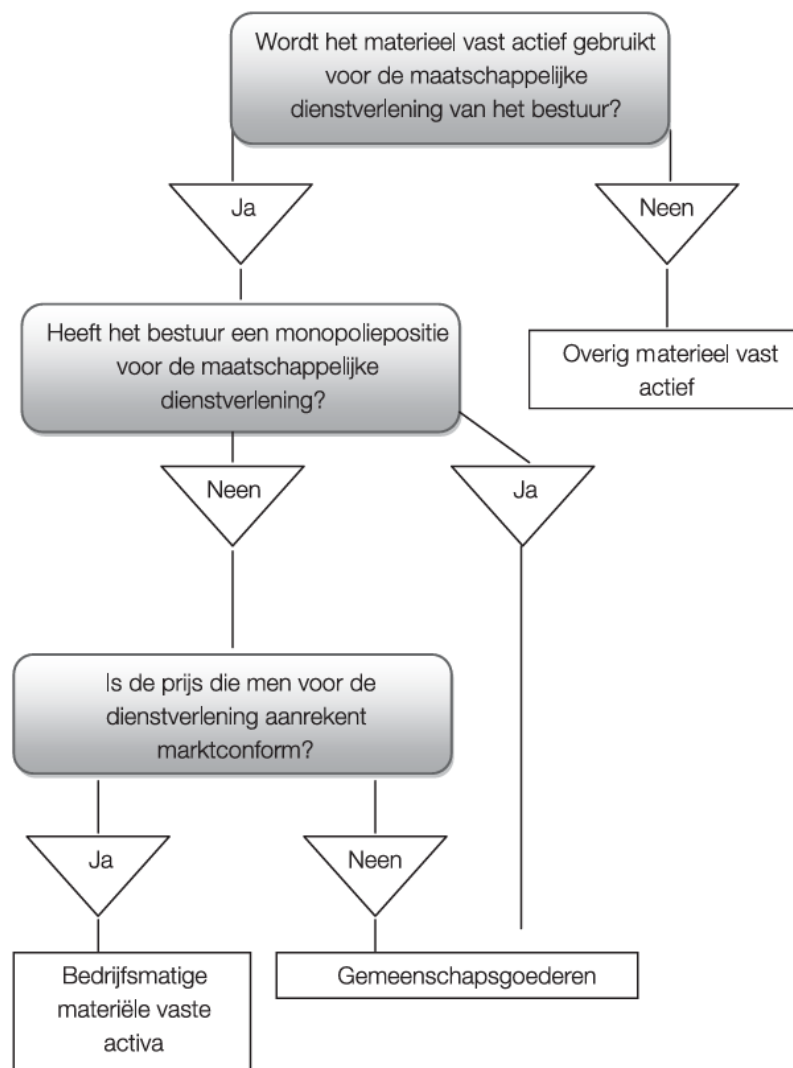 Wordt het materieel vast actief gebruikt
voor de maatschappelijke
dienstverlening van het bestuur?
Ja
Neen
Heeft het bestuur een monopoliepositie
voor de maatschappelijke
dienstverlening?
Overig materieel vast
actief
Neen
Ja
Is de prijs die men voor de
dienstverlening aanrekent
marktconform?
Ja
Neen
Bedrijfsmatige
materiële vaste
activa
Gemeenschapsgoederen